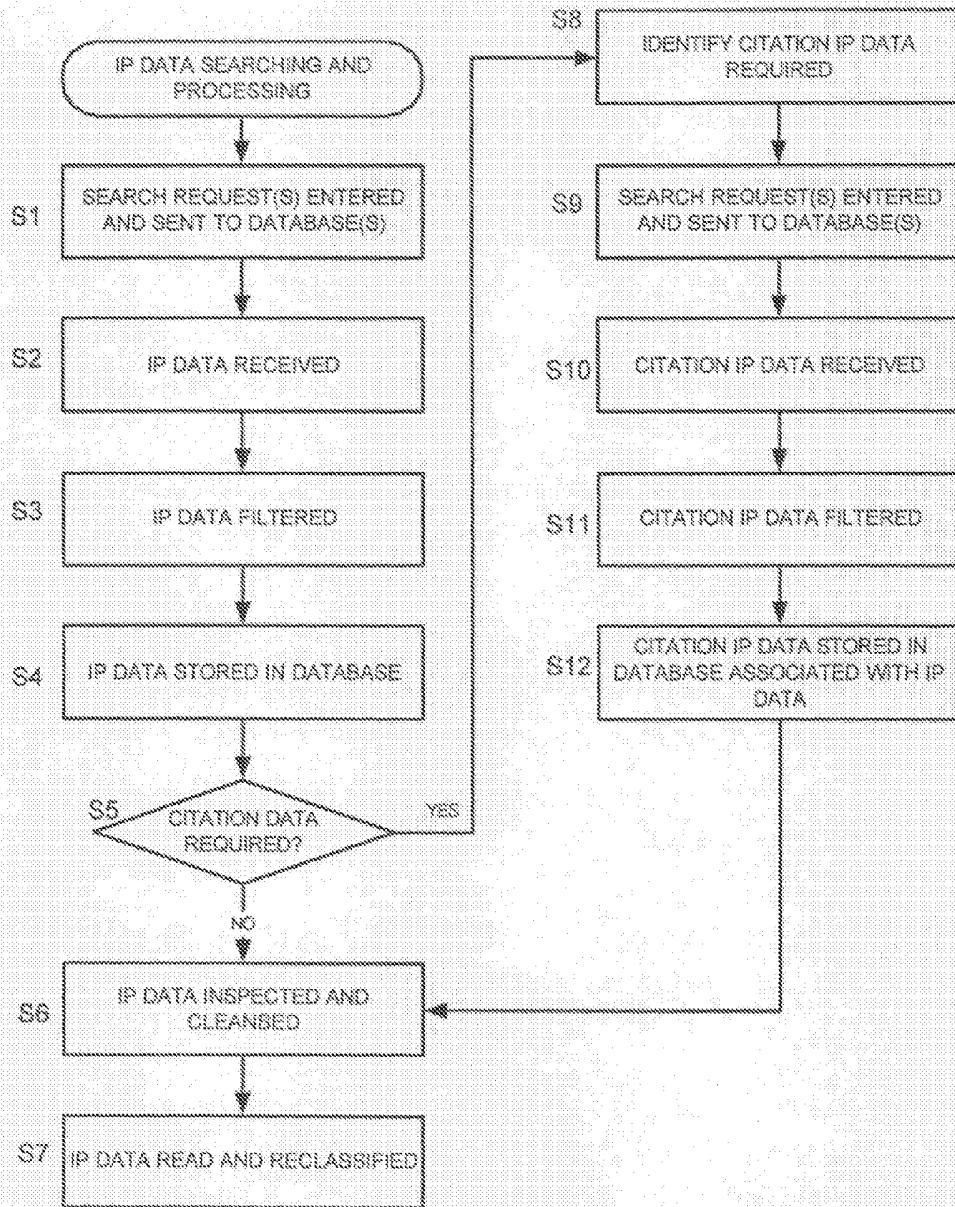 IP DATA SEARCHING AND
PROCESSING
S1
SEARCH REQUEST(S) ENTERED
AND SENT TO DATABASE(S)
S2
IP DATA RECEIVED
S3
IP DATA FILTERED
S4
IP DATA STORED IN DATABASE
S5
CITATION DATA
REQUIRED?
YES
NO
S6
IP DATA INSPECTED AND
CLEANSED
S7
IP DATA READ AND RECLASSIFIED
S8
IDENTIFY CITATION IP DATA
REQUIRED
S9
SEARCH REQUEST(S) ENTERED
AND SENT TO DATABASE(S)
S10
CITATION IP DATA RECEIVED
S11
CITATION IP DATA FILTERED
S12
CITATION IP DATA STORED IN
DATABASE ASSOCIATED WITH IP
DATA